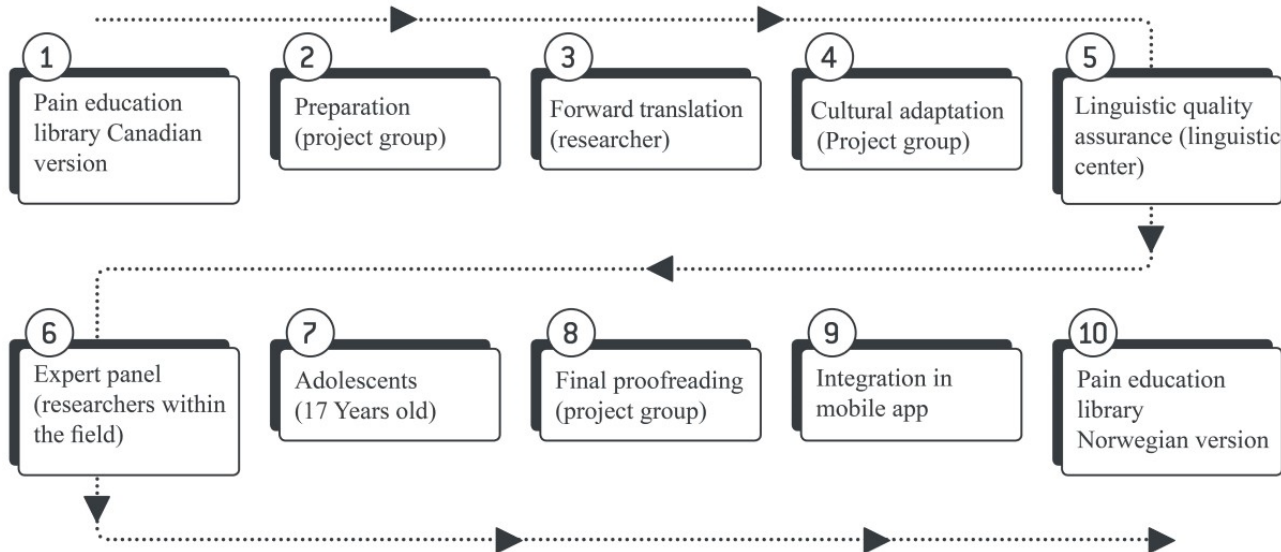 1
Pain education
library Canadian
version
2
Preparation
(project group)
3
Forward translation
(researcher)
4
Cultural adaptation
(Project group)
5
Linguistic quality
assurance (linguistic
center)
6
Expert panel
(researchers within
the field)
7
Adolescents
(17 Years old)
8
Final proofreading
(project group)
9
Integration in
mobile app
10
Pain education
library
Norwegian version